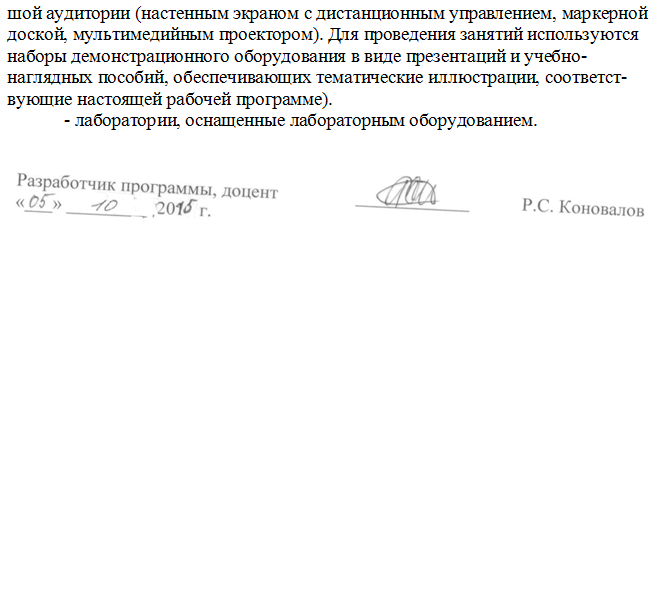 шой аудитории (настенным экраном с дистанционным управлением, маркерной
доской, мультимедийным проектором). Для проведения занятий используются
наборы демонстрационного оборудования в виде презентаций и учебно-
наглядных пособий, обеспечивающих тематические иллюстрации, соответст-
вующие настоящей рабочей программе).
- лаборатории, оснащенные лабораторным оборудованием.
Разработчик программы, доцент Р.С. Коновалов
«05» 10 2015 г.